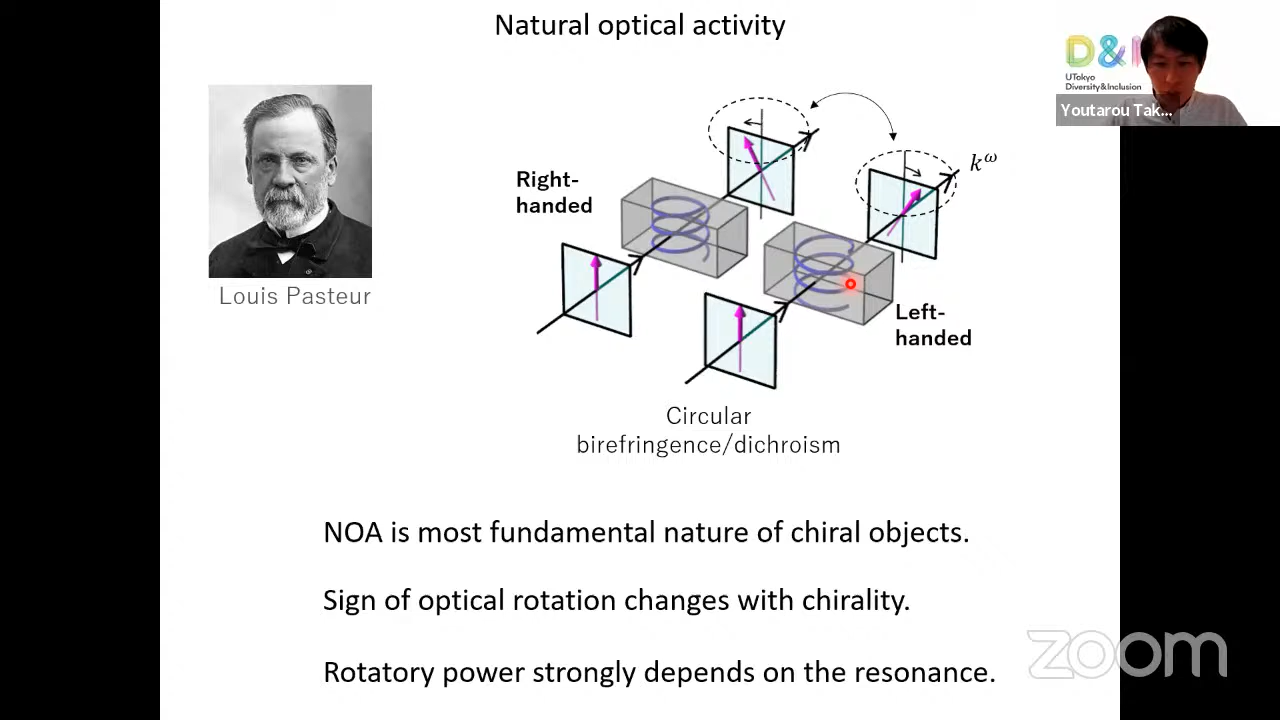 Natural optical activity
D&I
UTokyo
Diversity&Inclusion
Youtarou Tak...
Louis Pasteur
Right-
handed
k^ω
Left-
handed
Circular
birefringence/dichroism
NOA is most fundamental nature of chiral objects.
Sign of optical rotation changes with chirality.
Rotatory power strongly depends on the resonance.
zoom